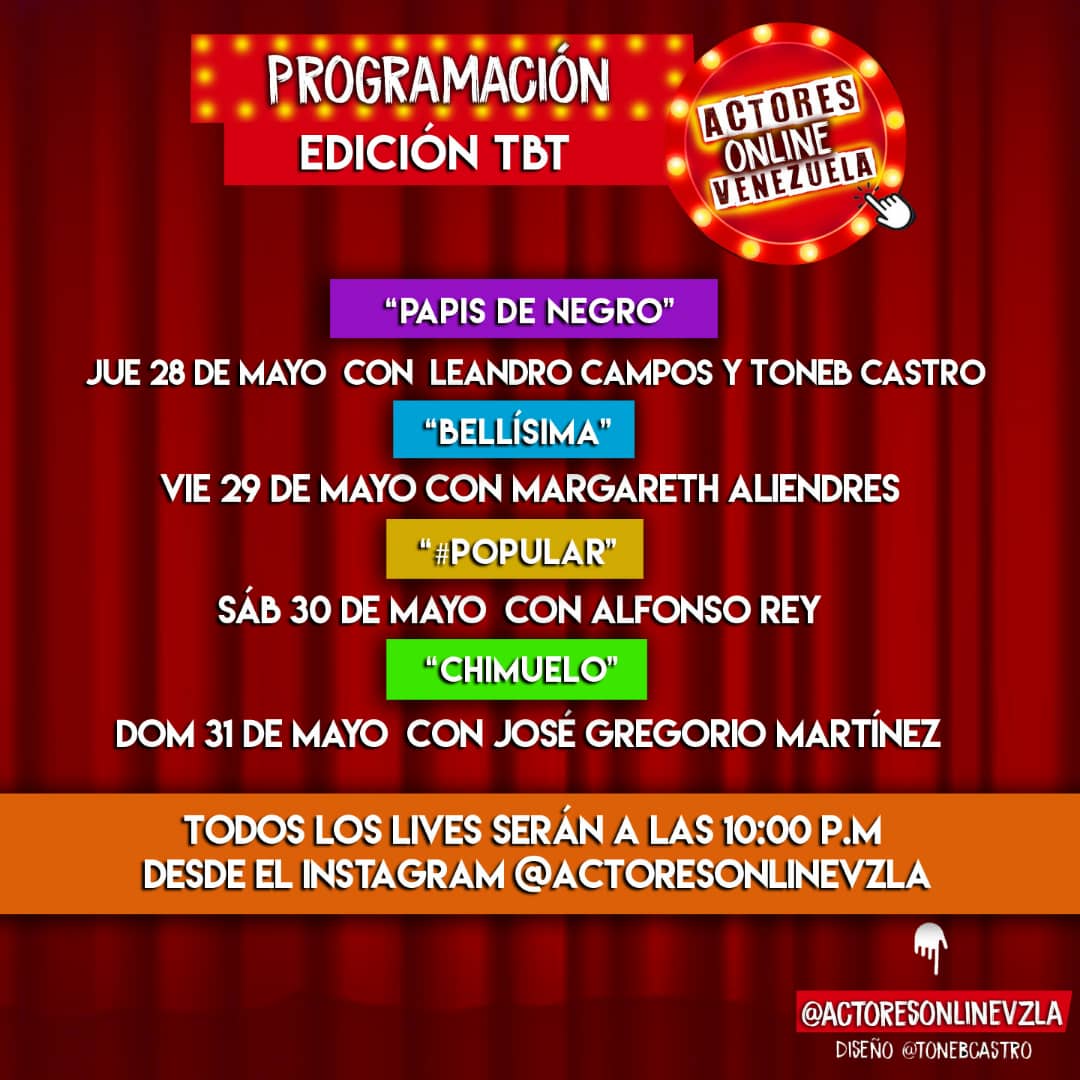 PROGRAMACIÓN
EDICIÓN TBT
ACTORES
ONLINE
VENEZUELA
“PAPIS DE NEGRO”
JUE 28 DE MAYO CON LEANDRO CAMPOS Y TONEB CASTRO
“BELLÍSIMA”
VIE 29 DE MAYO CON MARGARETH ALIENDRES
“#POPULAR”
SÁB 30 DE MAYO CON ALFONSO REY
“CHIMUELO”
DOM 31 DE MAYO CON JOSÉ GREGORIO MARTÍNEZ
TODOS LOS LIVES SERÁN A LAS 10:00 P.M
DESDE EL INSTAGRAM @ACTORESONLINEVZLA
@ACTORESONLINEVZLA
DISEÑO @TONEBCASTRO